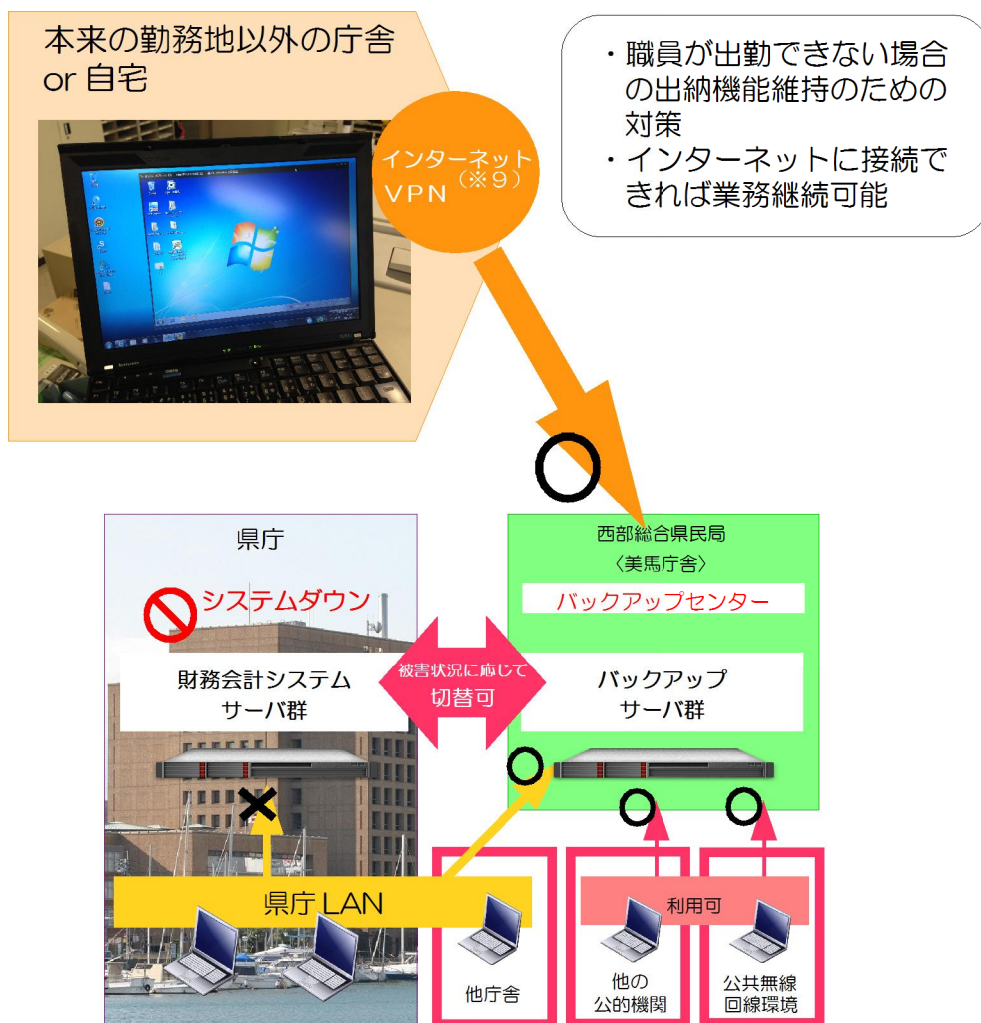 本来の勤務地以外の庁舎
or 自宅
インターネット
VPN（※９）
・職員が出勤できない場合
の出納機能維持のための
対策
・インターネットに接続で
きれば業務継続可能
県庁
システムダウン
財務会計システム
サーバ群
被害状況に応じて
切替可
西部総合県民局
〈美馬庁舎〉
バックアップセンター
バックアップ
サーバ群
県庁 LAN
利用可
他庁舎
他の
公的機関
公共無線
回線環境